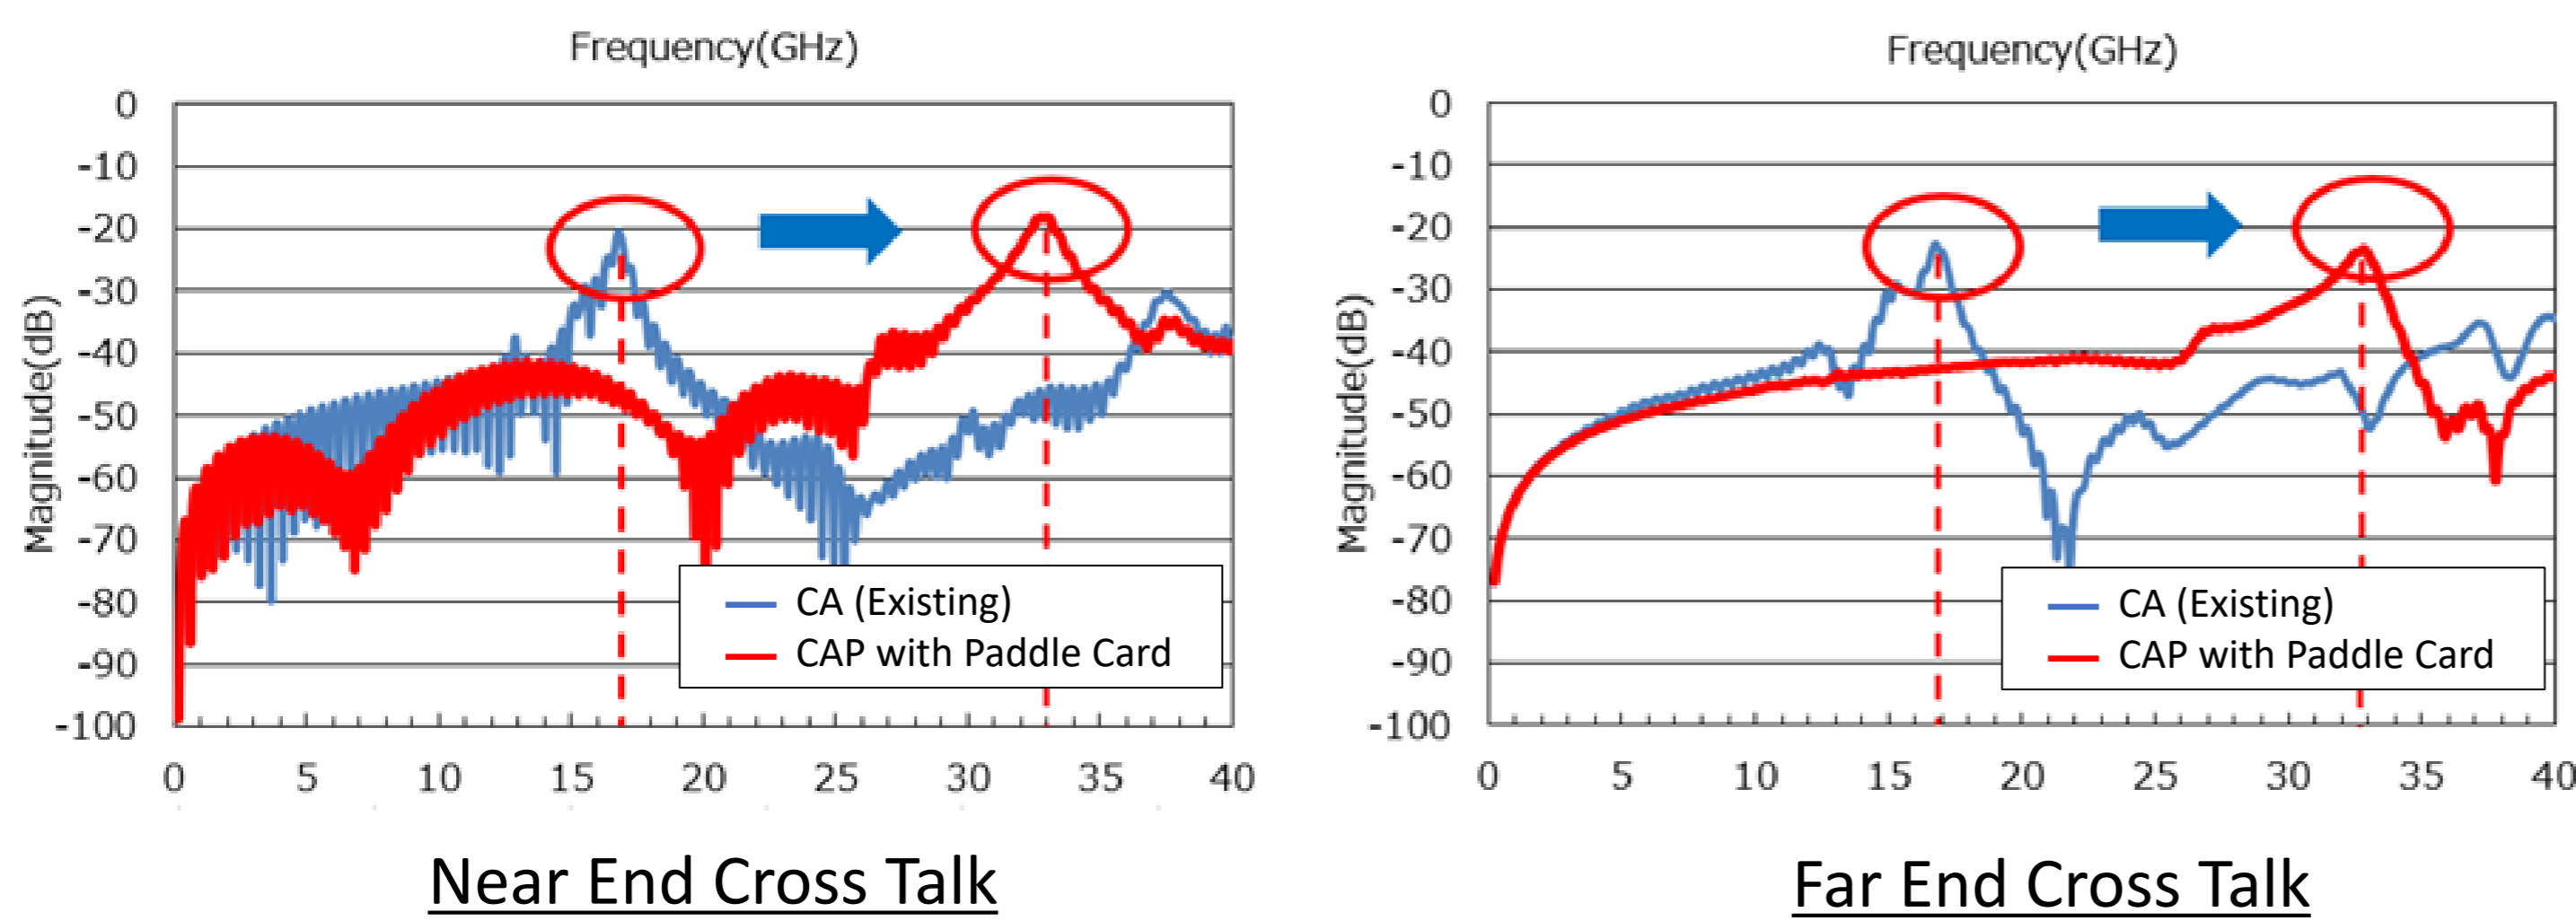 Frequency(GHz)
0
-10
-20
-30
-40
-50
-60
-70
-80
-90
-100
Magnitude(dB)
CA (Existing)
CAP with Paddle Card
0 5 10 15 20 25 30 35 40
Near End Cross Talk
Frequency(GHz)
0
-10
-20
-30
-40
-50
-60
-70
-80
-90
-100
Magnitude(dB)
CA (Existing)
CAP with Paddle Card
0 5 10 15 20 25 30 35 40
Far End Cross Talk